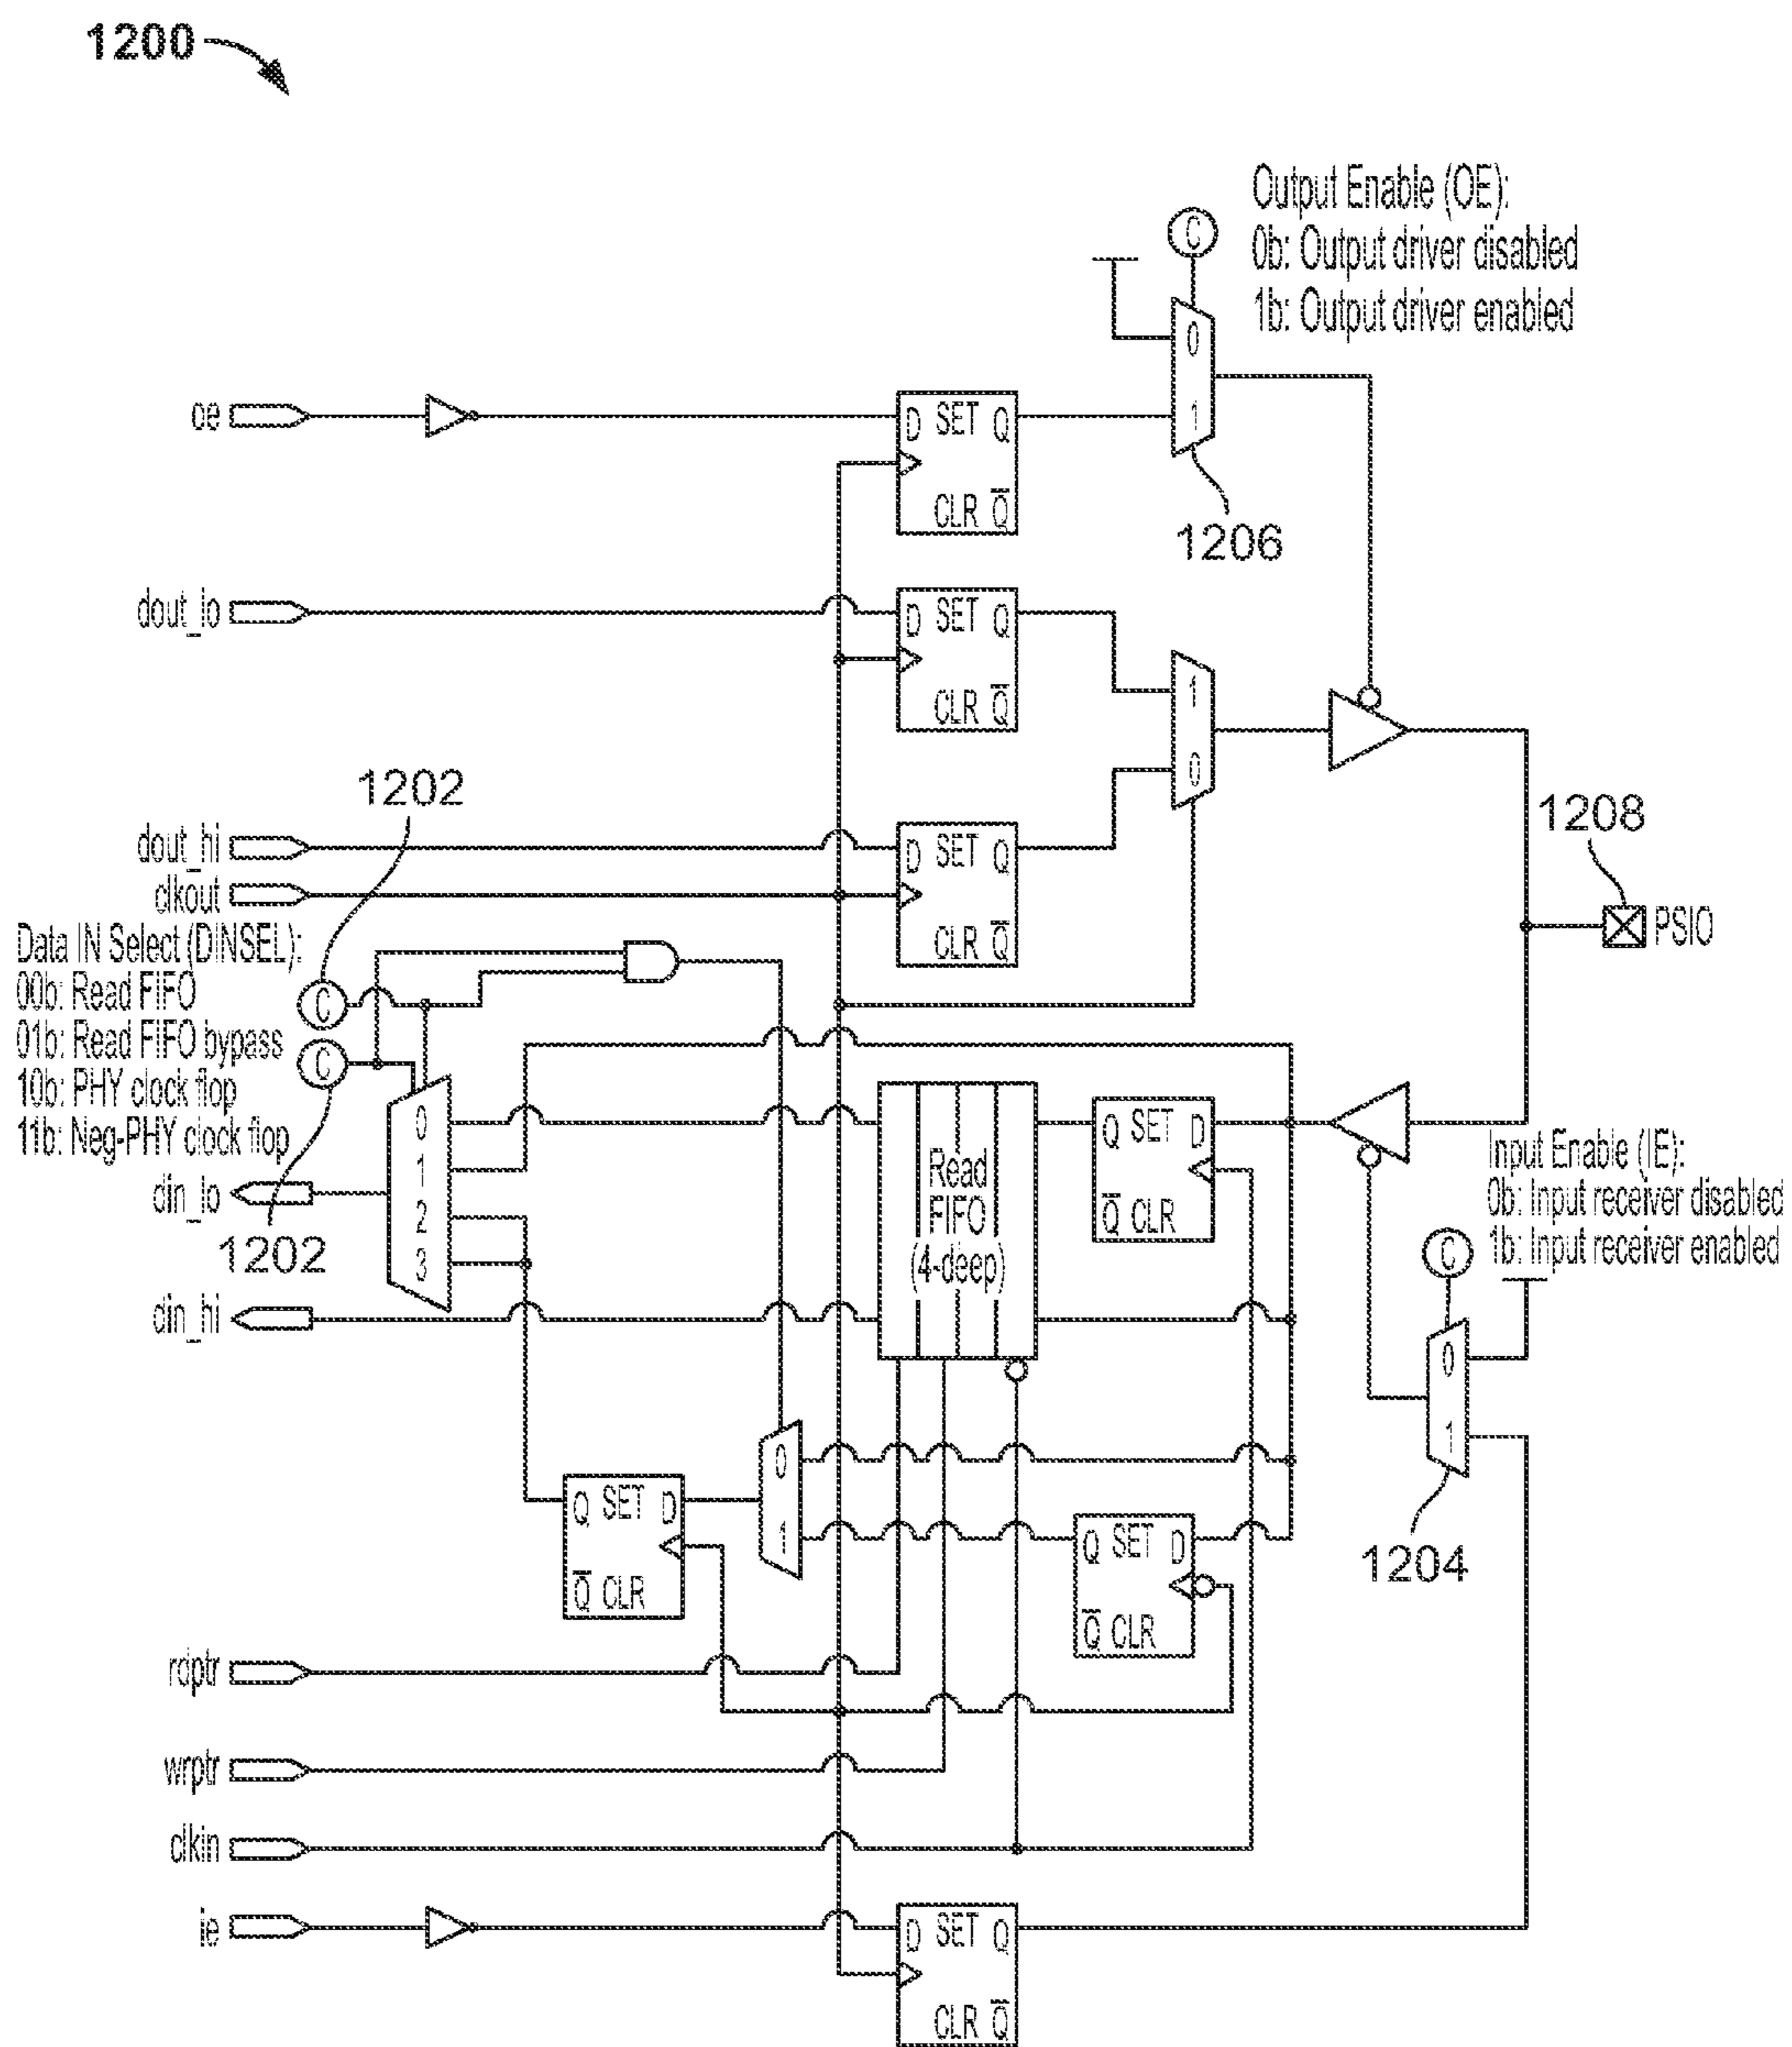 1200
Output Enable (OE):
0b: Output driver disabled
1b: Output driver enabled
C
0
1
1206
oe
D SET Q
CLR Q̅
dout_lo
D SET Q
CLR Q̅
1
0
1202
dout_hi
clkout
D SET Q
CLR Q̅
1208
PSIO
Data IN Select (DINSEL):
00b: Read FIFO
01b: Read FIFO bypass
10b: PHY clock flop
11b: Neg-PHY clock flop
C
C
0
1
2
3
din_lo
1202
din_hi
Read
FIFO
(4-deep)
Q SET D
Q̅ CLR
Input Enable (IE):
0b: Input receiver disabled
1b: Input receiver enabled
C
0
1
1204
0
1
Q SET D
Q̅ CLR
Q SET D
Q̅ CLR
rdptr
wrptr
clkin
ie
D SET Q
CLR Q̅